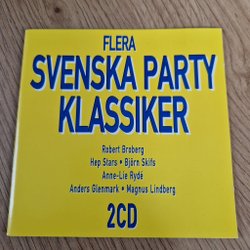 FLERA
SVENSKA PARTY
KLASSIKER
Robert Broberg
Hep Stars • Björn Skifs
Anne-Lie Rydé
Anders Glenmark • Magnus Lindberg
2CD